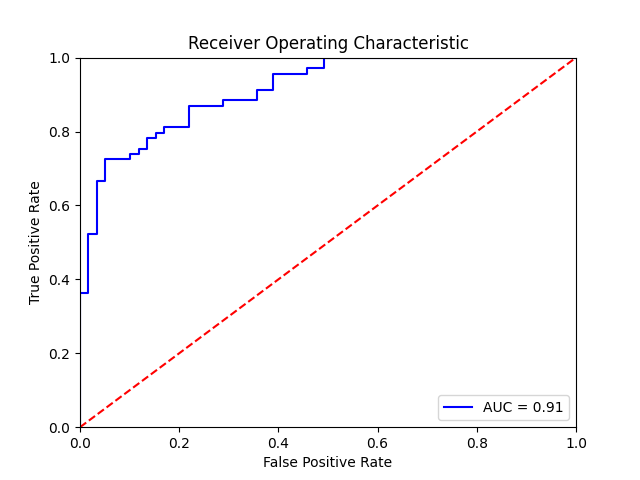 Receiver Operating Characteristic
1.0
0.8
0.6
0.4
0.2
0.0
True Positive Rate
AUC = 0.91
0.0 0.2 0.4 0.6 0.8 1.0
False Positive Rate